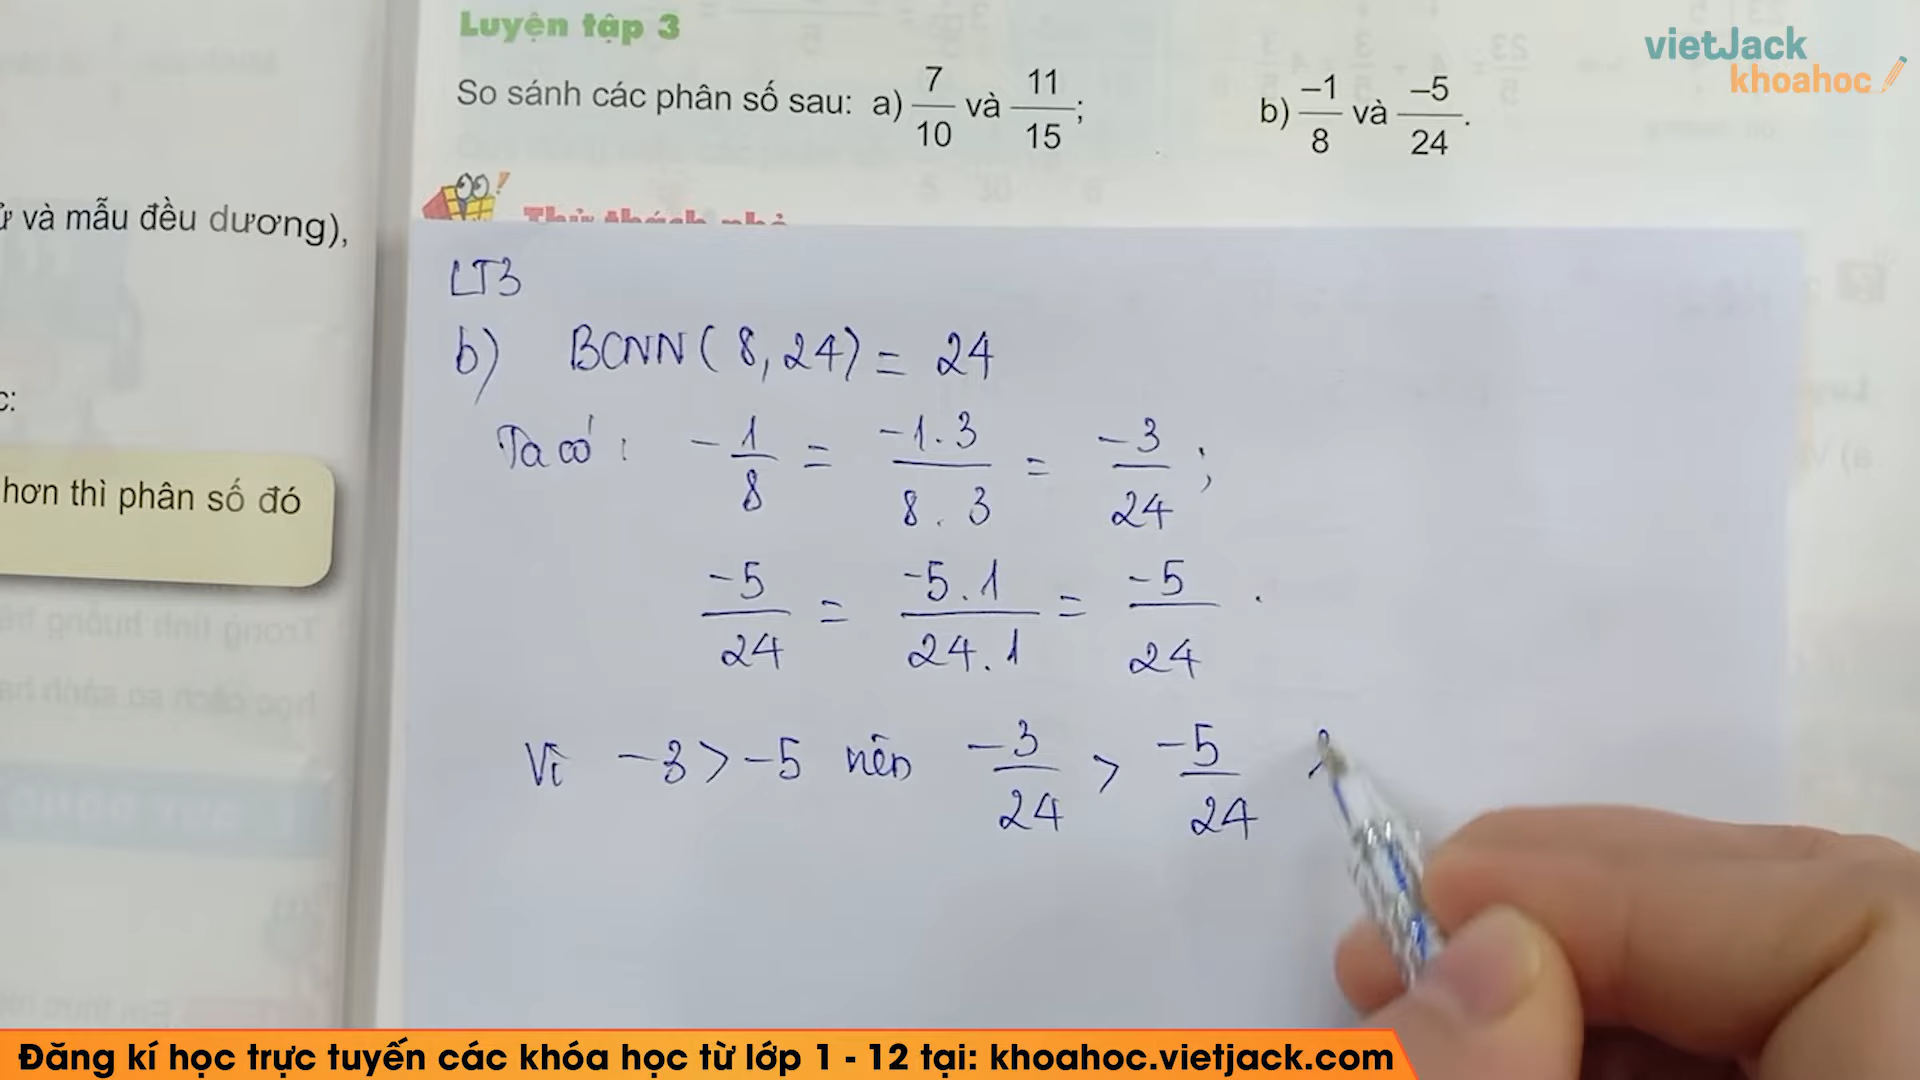 Luyện tập 3
vietJack
khoahoc
So sánh các phân số sau: a) 7/10 và 11/15; b) –1/8 và –5/24.
ử và mẫu đều dương),
c:
hơn thì phân số đó
LT3
b) BCNN(8,24) = 24
Ta có: -1/8 = -1.3/8.3 = -3/24;
-5/24 = -5.1/24.1 = -5/24.
Vì -3 > -5 nên -3/24 > -5/24
Đăng kí học trực tuyến các khóa học từ lớp 1 - 12 tại: khoahoc.vietjack.com